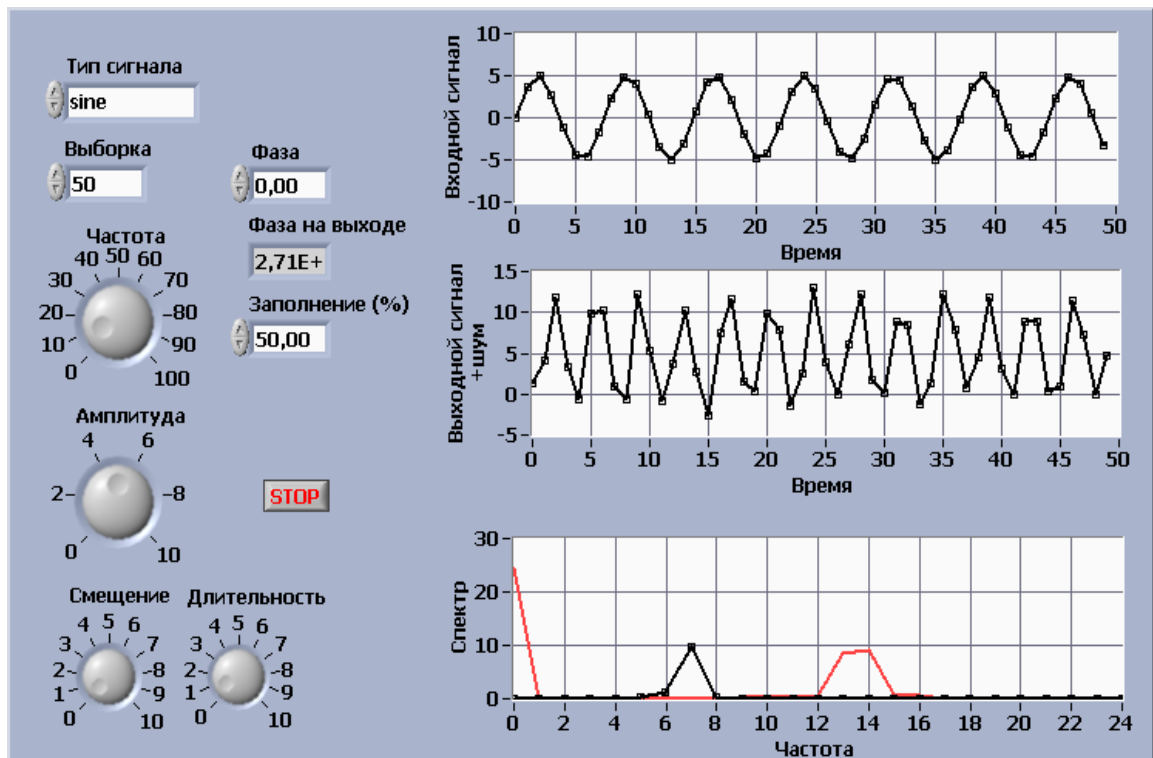 Тип сигнала
sine
Выборка
50
Фаза
0,00
Частота
0
10
20
30
40
50
60
70
80
90
100
Фаза на выходе
2,71E+
Заполнение (%)
50,00
Амплитуда
0
2
4
6
8
10
STOP
Смещение
0
1
2
3
4
5
6
7
8
9
10
Длительность
0
1
2
3
4
5
6
7
8
9
10
Входной сигнал
10
5
0
-5
-10
0 5 10 15 20 25 30 35 40 45 50
Время
Выходной сигнал
+шум
15
10
5
0
-5
0 5 10 15 20 25 30 35 40 45 50
Время
Спектр
30
20
10
0
0 2 4 6 8 10 12 14 16 18 20 22 24
Частота